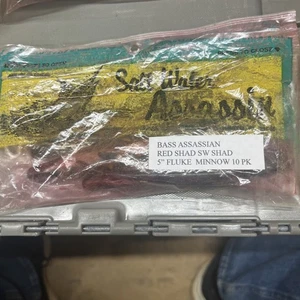 Salt Water
Assassin
BASS ASSASSIAN
RED SHAD SW SHAD
5" FLUKE MINNOW 10 PK